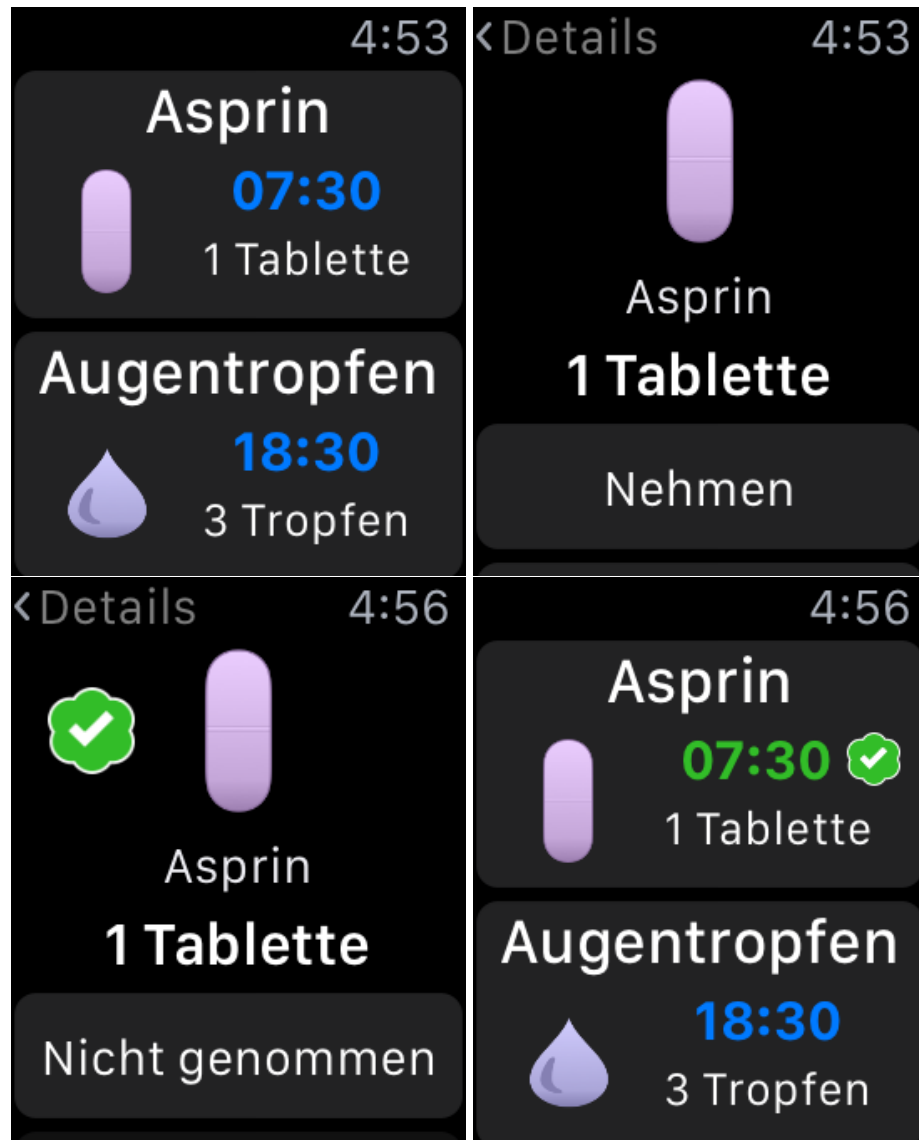 4:53
Asprin
07:30
1 Tablette
Augentropfen
18:30
3 Tropfen
<Details 4:53
Asprin
1 Tablette
Nehmen
<Details 4:56
Asprin
1 Tablette
Nicht genommen
4:56
Asprin
07:30
1 Tablette
Augentropfen
18:30
3 Tropfen